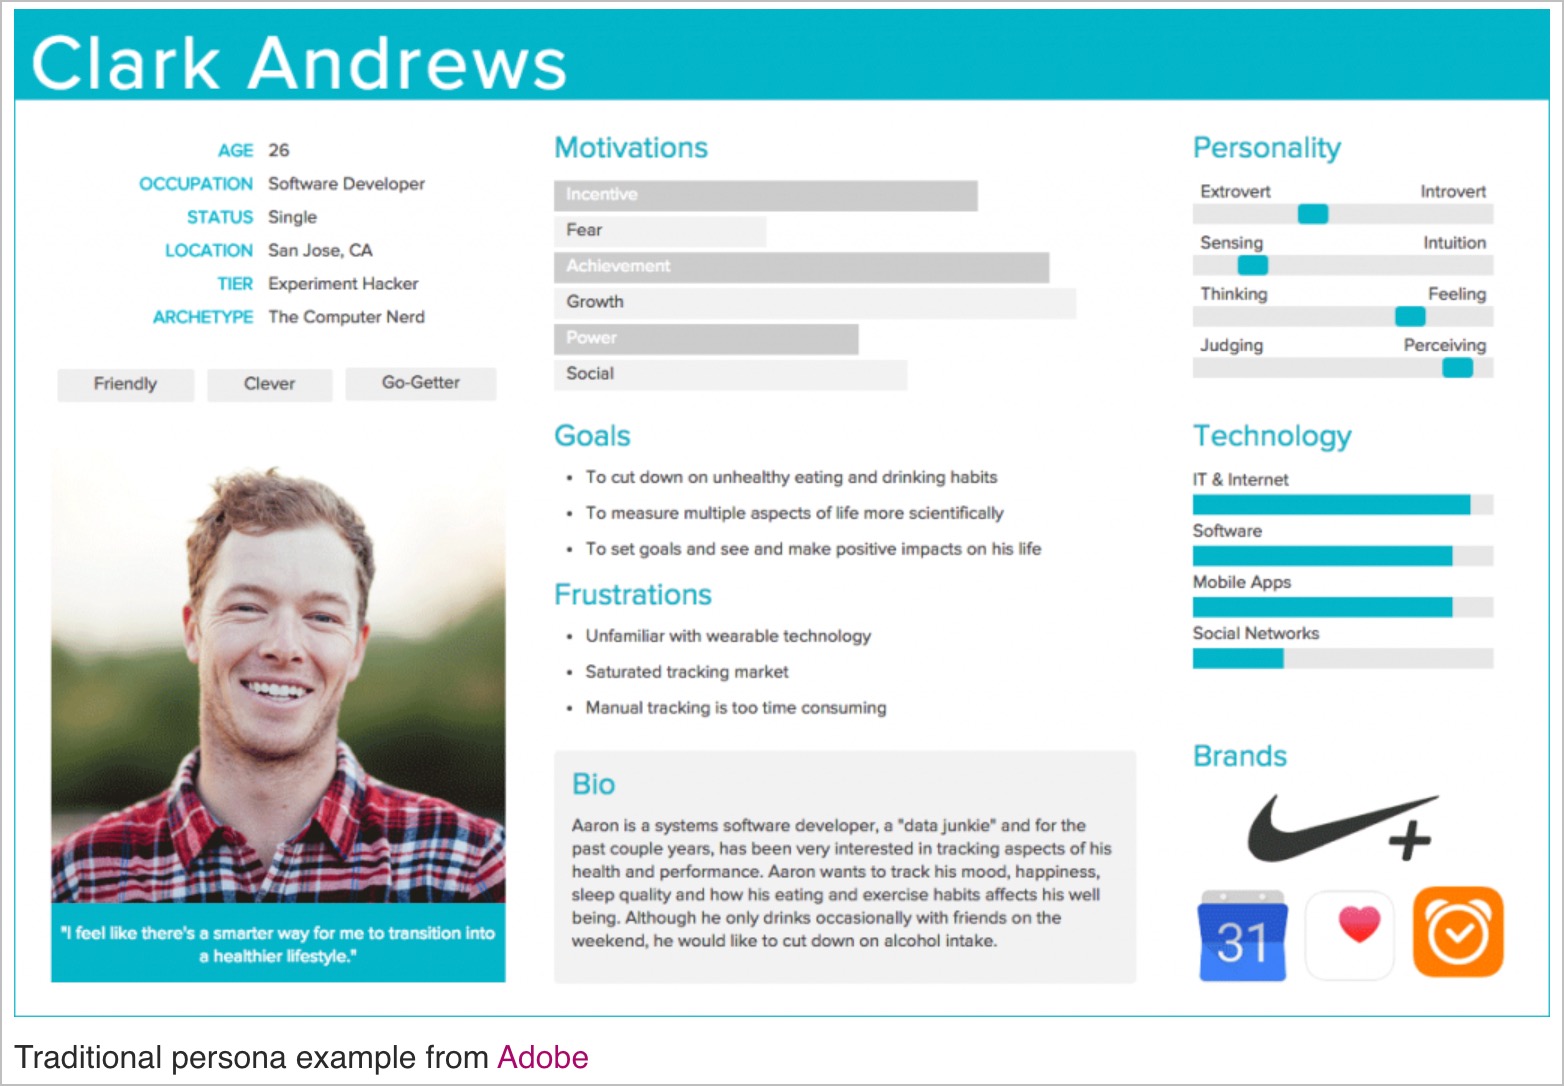 Clark Andrews
AGE 26
OCCUPATION Software Developer
STATUS Single
LOCATION San Jose, CA
TIER Experiment Hacker
ARCHETYPE The Computer Nerd
Friendly Clever Go-Getter
"I feel like there's a smarter way for me to transition into
a healthier lifestyle."
Motivations
Incentive
Fear
Achievement
Growth
Power
Social
Goals
• To cut down on unhealthy eating and drinking habits
• To measure multiple aspects of life more scientifically
• To set goals and see and make positive impacts on his life
Frustrations
• Unfamiliar with wearable technology
• Saturated tracking market
• Manual tracking is too time consuming
Bio
Aaron is a systems software developer, a "data junkie" and for the
past couple years, has been very interested in tracking aspects of his
health and performance. Aaron wants to track his mood, happiness,
sleep quality and how his eating and exercise habits affects his well
being. Although he only drinks occasionally with friends on the
weekend, he would like to cut down on alcohol intake.
Personality
Extrovert Introvert
Sensing Intuition
Thinking Feeling
Judging Perceiving
Technology
IT & Internet
Software
Mobile Apps
Social Networks
Brands
+
31
Traditional persona example from Adobe